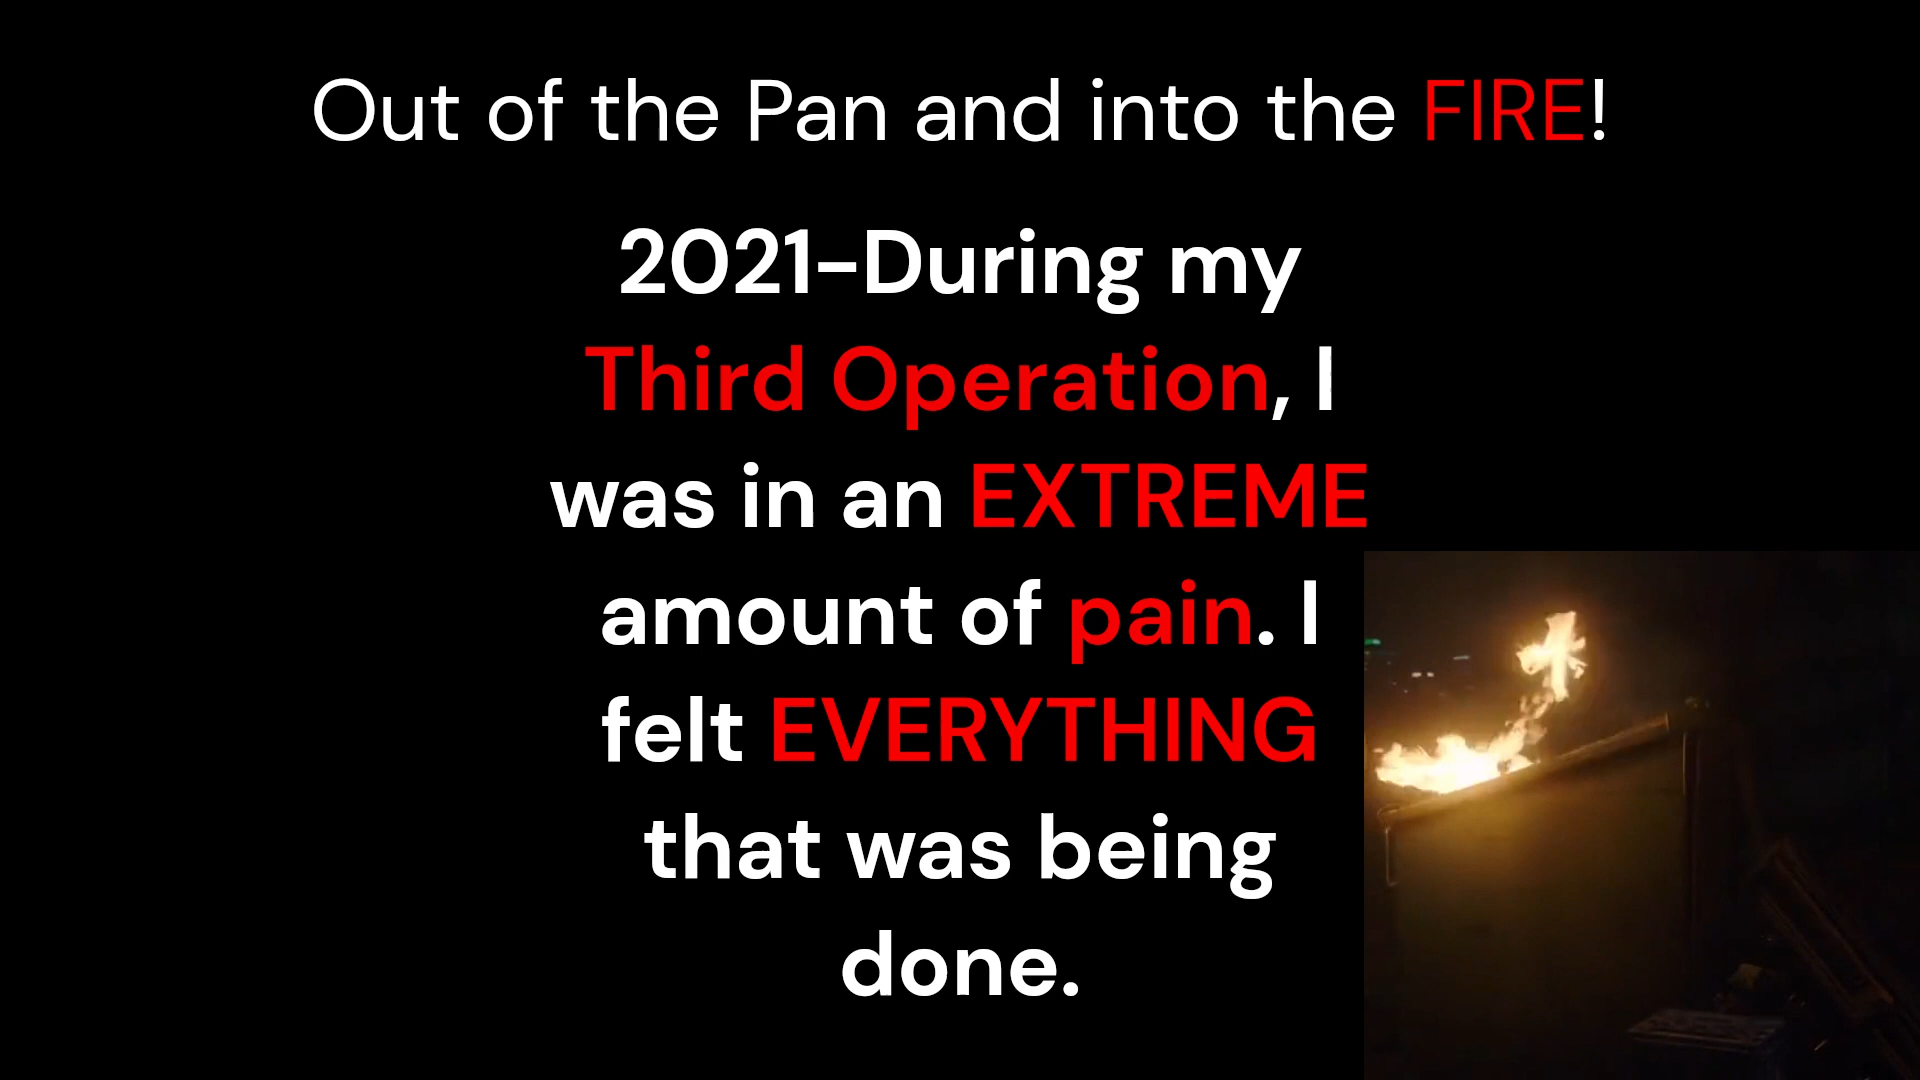 Out of the Pan and into the FIRE!
2021-During my
Third Operation, I
was in an EXTREME
amount of pain. I
felt EVERYTHING
that was being
done.